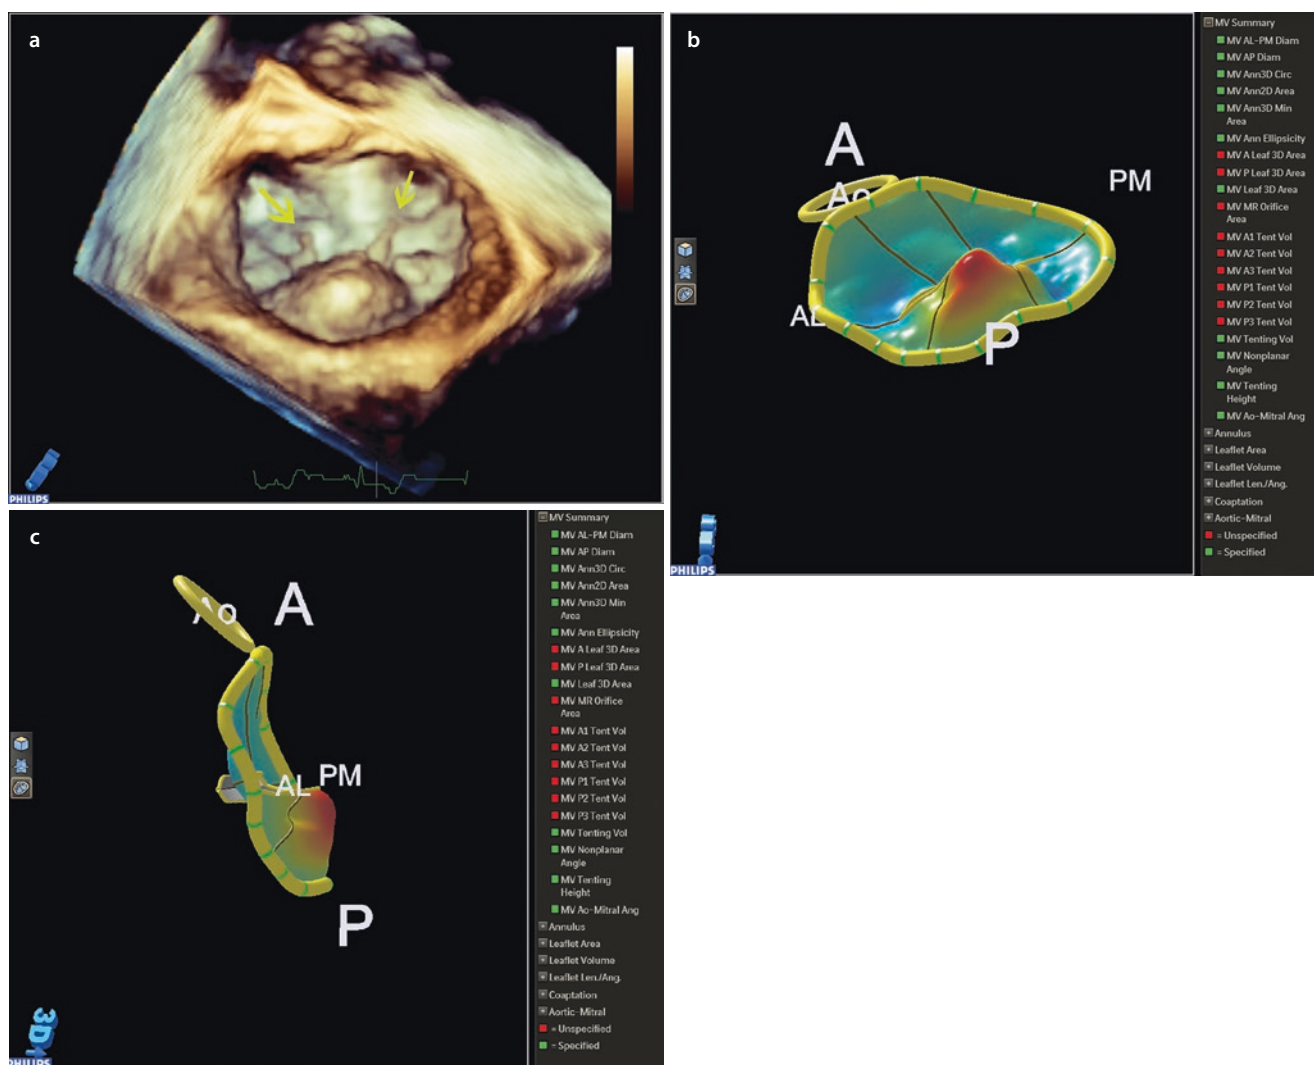 a
PHILIPS
b
A
Ao
PM
AL
P
PHILIPS
MV Summary
MV AL-PM Diam
MV AP Diam
MV Ann3D Circ
MV Ann2D Area
MV Ann3D Min
Area
MV Ann Ellipsicity
MV A Leaf 3D Area
MV P Leaf 3D Area
MV Leaf 3D Area
MV MR Orifice
Area
MV A1 Tent Vol
MV A2 Tent Vol
MV A3 Tent Vol
MV P1 Tent Vol
MV P2 Tent Vol
MV P3 Tent Vol
MV Tenting Vol
MV Nonplanar
Angle
MV Tenting
Height
MV Ao-Mitral Ang
Annulus
Leaflet Area
Leaflet Volume
Leaflet Len./Ang.
Coaptation
Aortic-Mitral
= Unspecified
= Specified
c
Ao
A
AL
PM
P
3D
PHILIPS
MV Summary
MV AL-PM Diam
MV AP Diam
MV Ann3D Circ
MV Ann2D Area
MV Ann3D Min
Area
MV Ann Ellipsicity
MV A Leaf 3D Area
MV P Leaf 3D Area
MV Leaf 3D Area
MV MR Orifice
Area
MV A1 Tent Vol
MV A2 Tent Vol
MV A3 Tent Vol
MV P1 Tent Vol
MV P2 Tent Vol
MV P3 Tent Vol
MV Tenting Vol
MV Nonplanar
Angle
MV Tenting
Height
MV Ao-Mitral Ang
Annulus
Leaflet Area
Leaflet Volume
Leaflet Len./Ang.
Coaptation
Aortic-Mitral
= Unspecified
= Specified